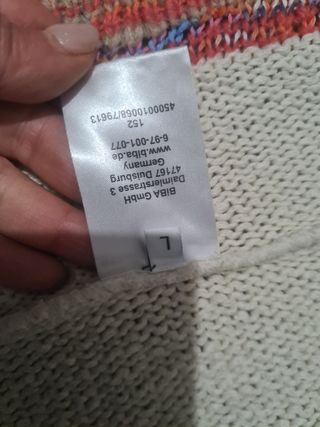 BIBA GmbH
Daimlerstrasse 3
47167 Duisburg
Germany
www.biba.de
6-97-001-077
152
4500010068/79613
L